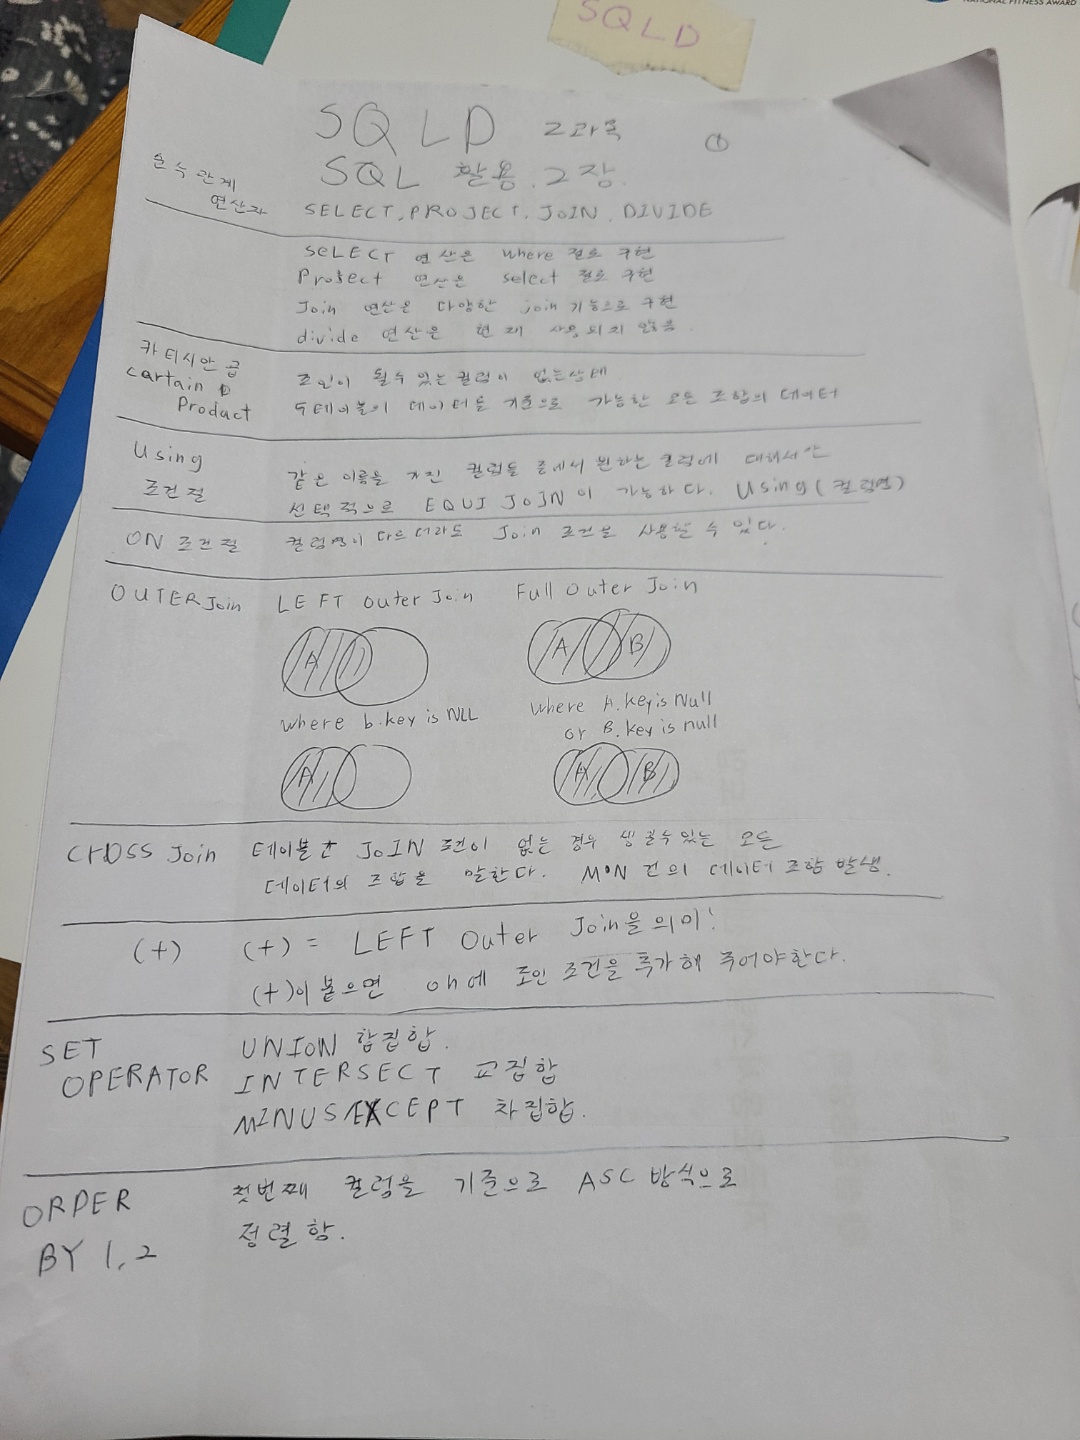 NATIONAL FITNESS AWARD
SQLD
SQLD 2과목 ①
SQL 활용 2장.
순수관계
연산자
SELECT, PROJECT, JOIN, DIVIDE
SELECT 연산은 where 절로 구현
Project 연산은 select 절로 구현
Join 연산은 다양한 join 기능으로 구현
divide 연산은 현재 사용되지 않음.
카티시안 곱
Cartain P
Product
조인이 될수 있는 컬럼이 없는상태
두테이블의 데이터를 기준으로 가능한 모든 조합의 데이터
Using
조건절
같은 이름을 가진 컬럼들 중에서 원하는 컬럼에 대해서만
선택적으로 EQUI JOIN이 가능하다. Using(컬럼명)
ON 조건절
컬럼명이 다르더라도 Join 조건을 사용할 수 있다.
OUTER Join
LEFT Outer Join
Full Outer Join
A
A B
where b.key is NLL
Where A.key is Null
or B.key is null
A
A B
Cross Join
테이블간 JOIN 조건이 없는 경우 생길수있는 모든
데이터의 조합을 말한다. M*N 건의 데이터 조합 발생.
(+)
(+) = LEFT Outer Join을 의미!
(+)이 붙으면 on에 조인 조건을 추가해 주어야한다.
SET
OPERATOR
UNION 합집합.
INTERSECT 교집합
MINUS/EXCEPT 차집합.
ORPER
BY 1, 2
첫번째 컬럼을 기준으로 ASC 방식으로
정렬함.